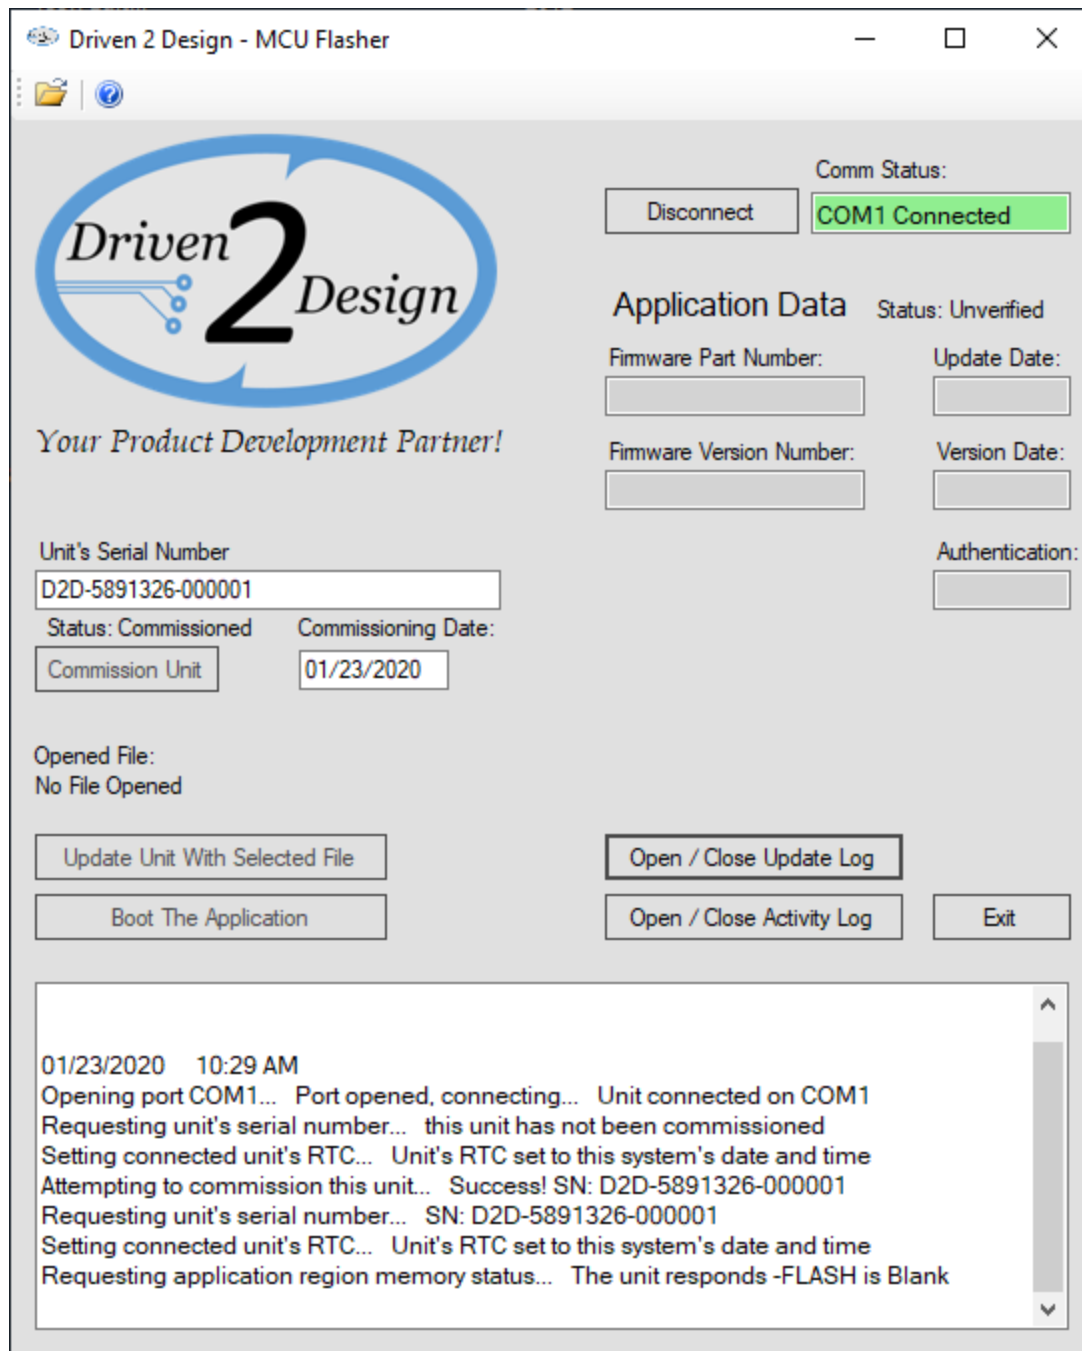 Driven 2 Design - MCU Flasher
Driven 2 Design
Your Product Development Partner!
Comm Status:
Disconnect
COM1 Connected
Application Data
Status: Unverified
Firmware Part Number:
Update Date:
Firmware Version Number:
Version Date:
Authentication:
Unit's Serial Number
D2D-5891326-000001
Status: Commissioned
Commissioning Date:
Commission Unit
01/23/2020
Opened File:
No File Opened
Update Unit With Selected File
Open / Close Update Log
Boot The Application
Open / Close Activity Log
Exit
01/23/2020 10:29 AM
Opening port COM1... Port opened, connecting... Unit connected on COM1
Requesting unit's serial number... this unit has not been commissioned
Setting connected unit's RTC... Unit's RTC set to this system's date and time
Attempting to commission this unit... Success! SN: D2D-5891326-000001
Requesting unit's serial number... SN: D2D-5891326-000001
Setting connected unit's RTC... Unit's RTC set to this system's date and time
Requesting application region memory status... The unit responds -FLASH is Blank